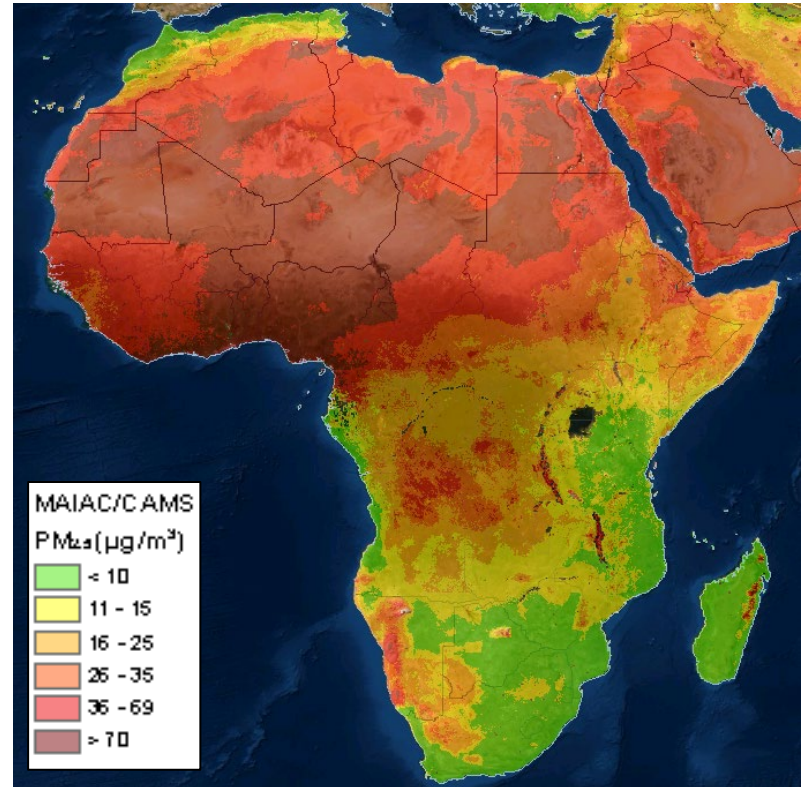 MAIAC/CAMS
PM₂.₅(µg/m³)
< 10
11 - 15
16 - 25
26 - 35
36 - 69
> 70